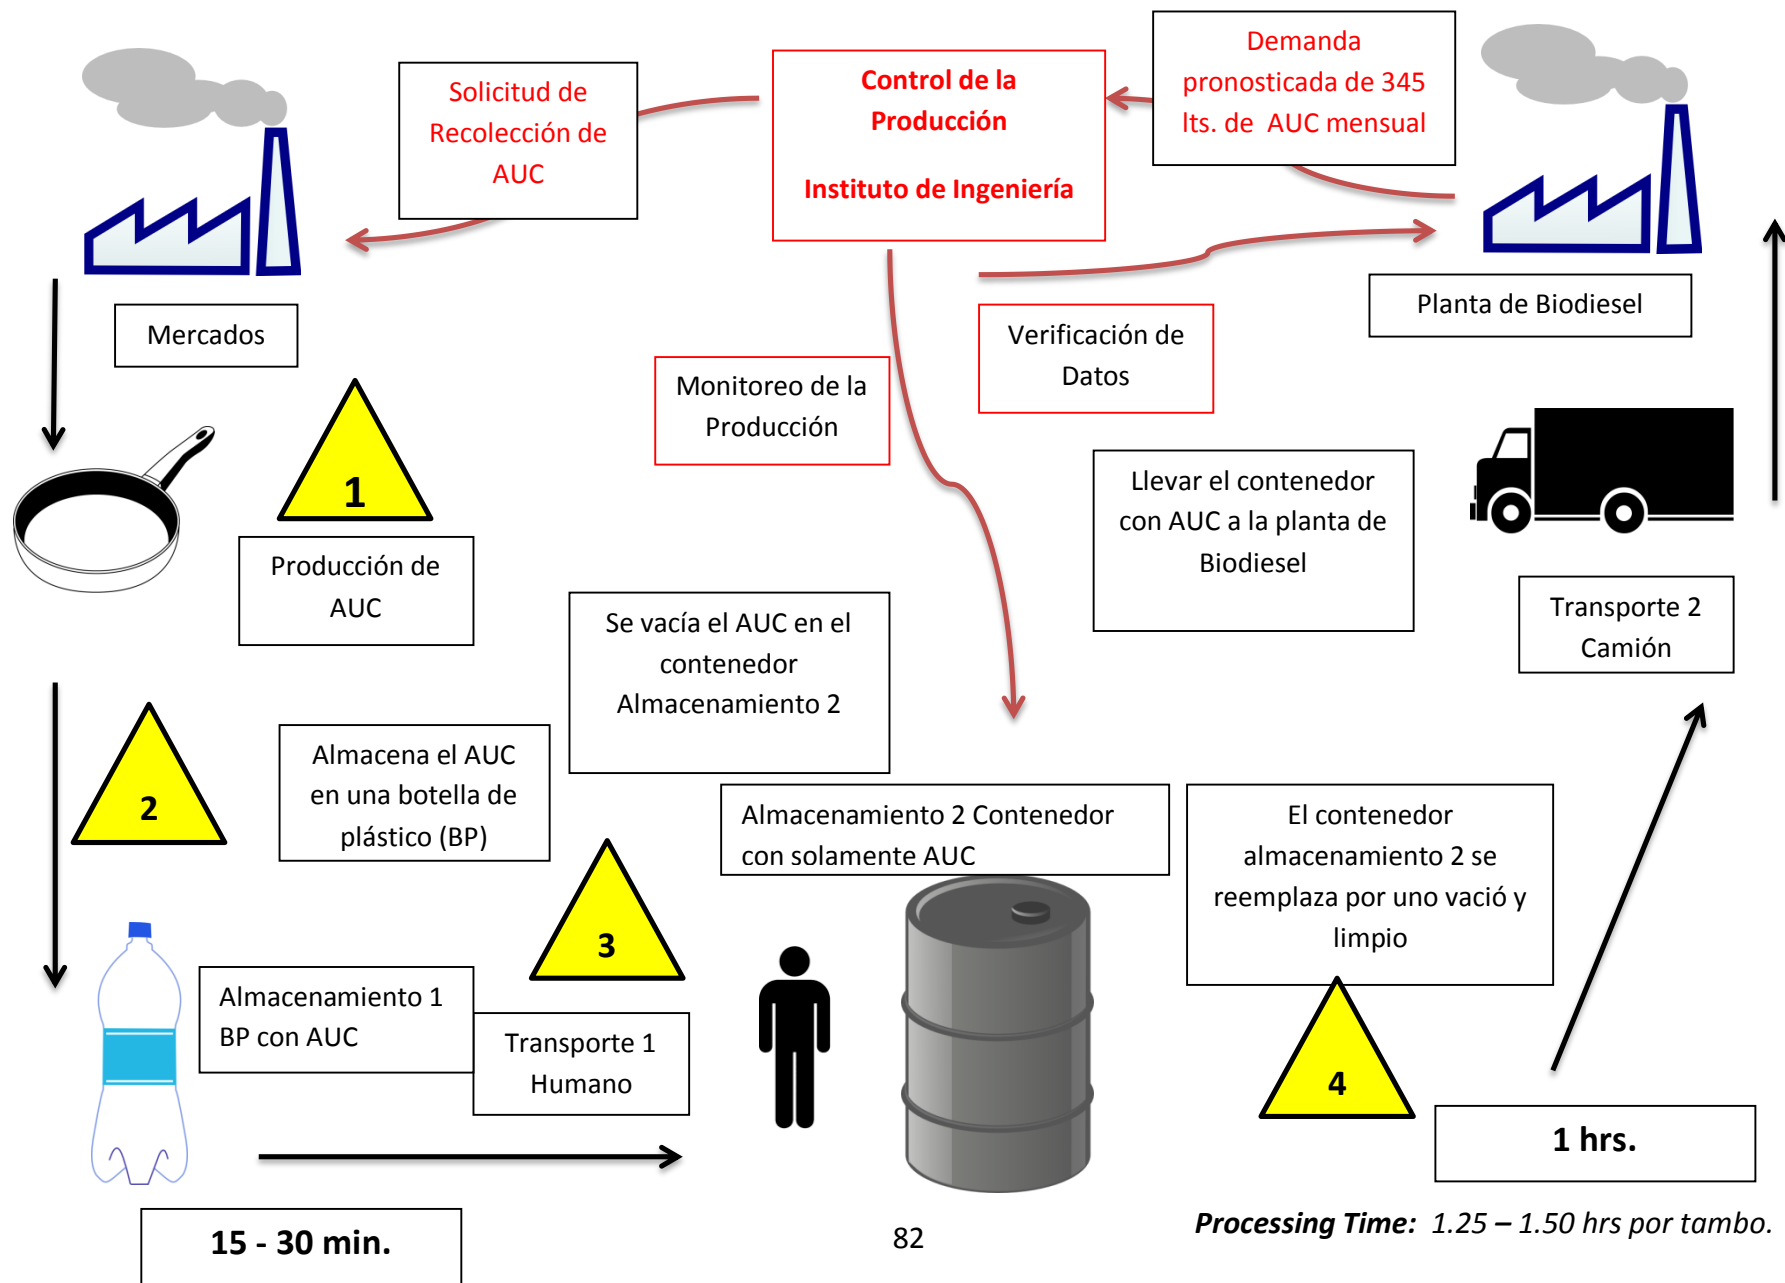 Solicitud de
Recolección de
AUC
Control de la
Producción
Instituto de Ingeniería
Demanda
pronosticada de 345
lts. de AUC mensual
Mercados
Planta de Biodiesel
Verificación de
Datos
Monitoreo de la
Producción
1
Producción de
AUC
Llevar el contenedor
con AUC a la planta de
Biodiesel
Transporte 2
Camión
Se vacía el AUC en el
contenedor
Almacenamiento 2
2
Almacena el AUC
en una botella de
plástico (BP)
Almacenamiento 2 Contenedor
con solamente AUC
El contenedor
almacenamiento 2 se
reemplaza por uno vació y
limpio
3
Almacenamiento 1
BP con AUC
Transporte 1
Humano
4
1 hrs.
15 - 30 min.
82
Processing Time: 1.25 – 1.50 hrs por tambo.